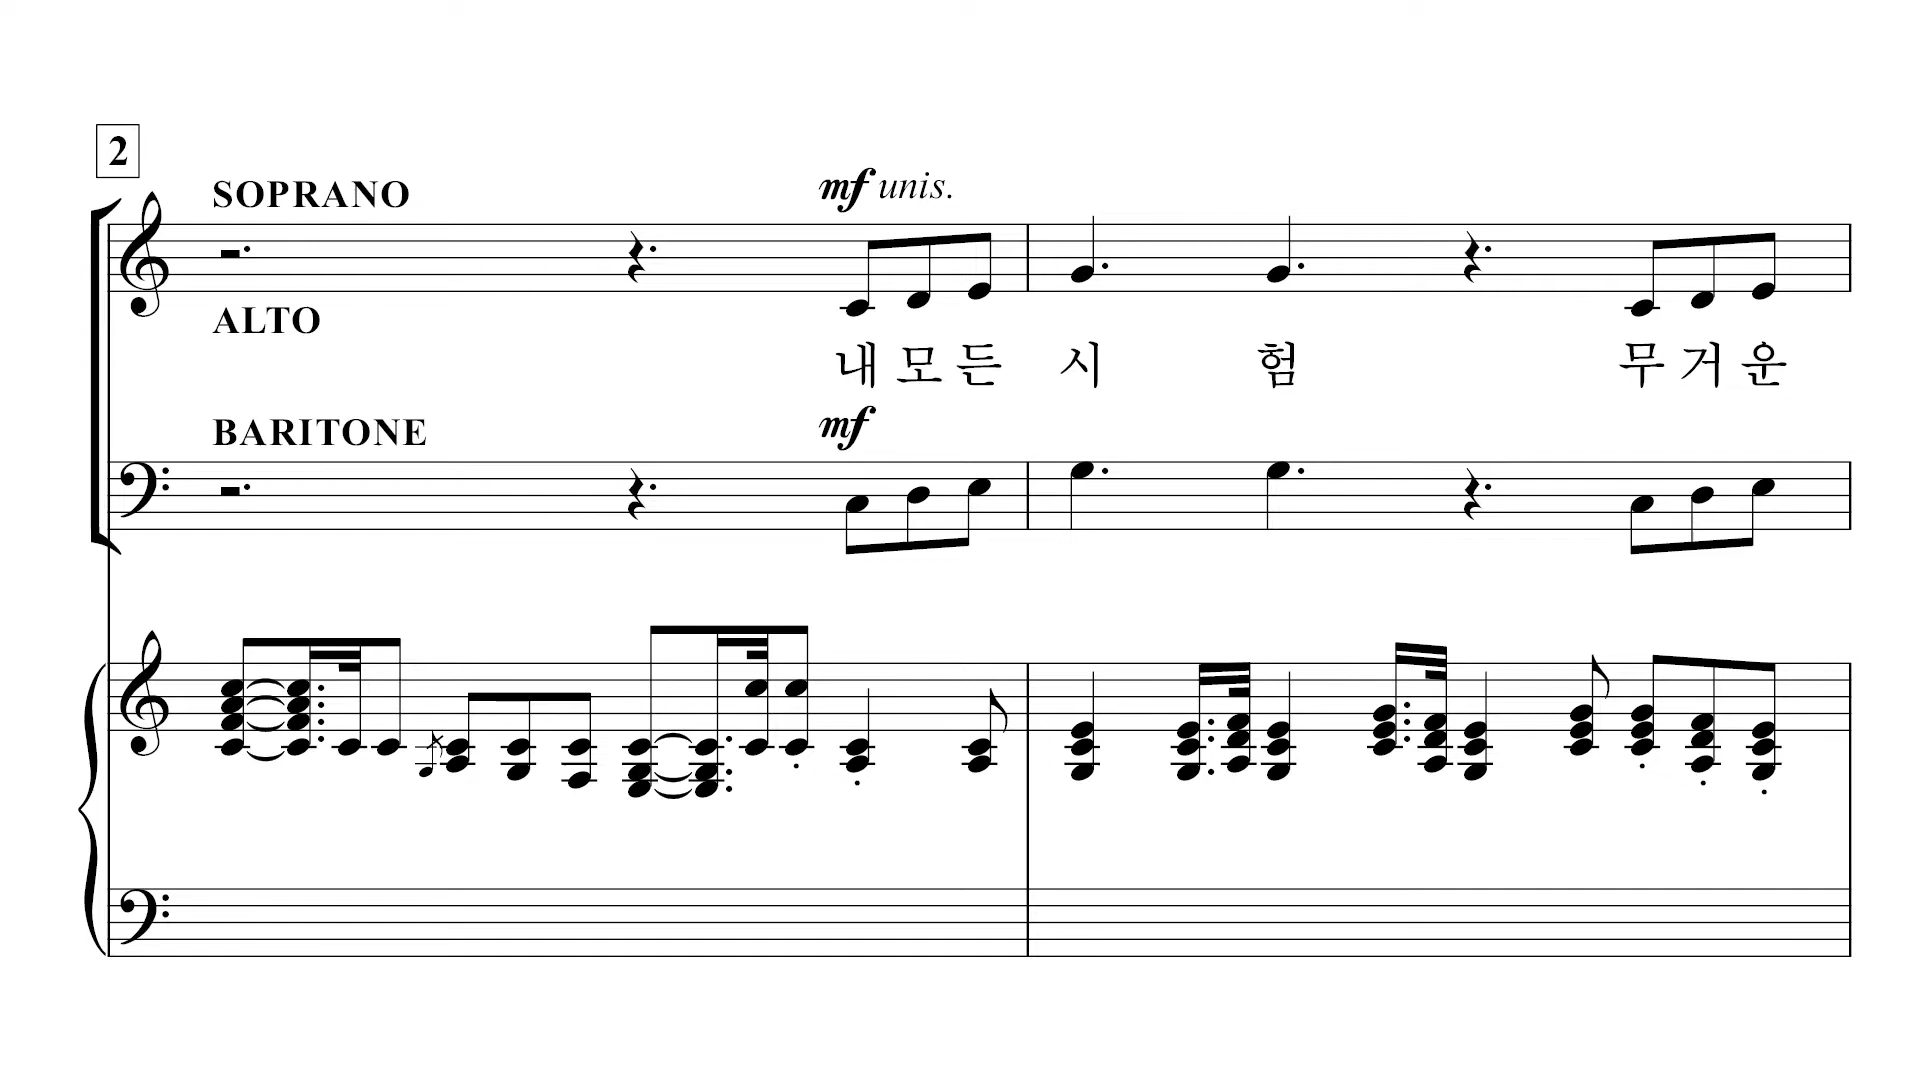 2
SOPRANO
mf unis.
ALTO
내 모 든 시 험 무 거 운
BARITONE
mf